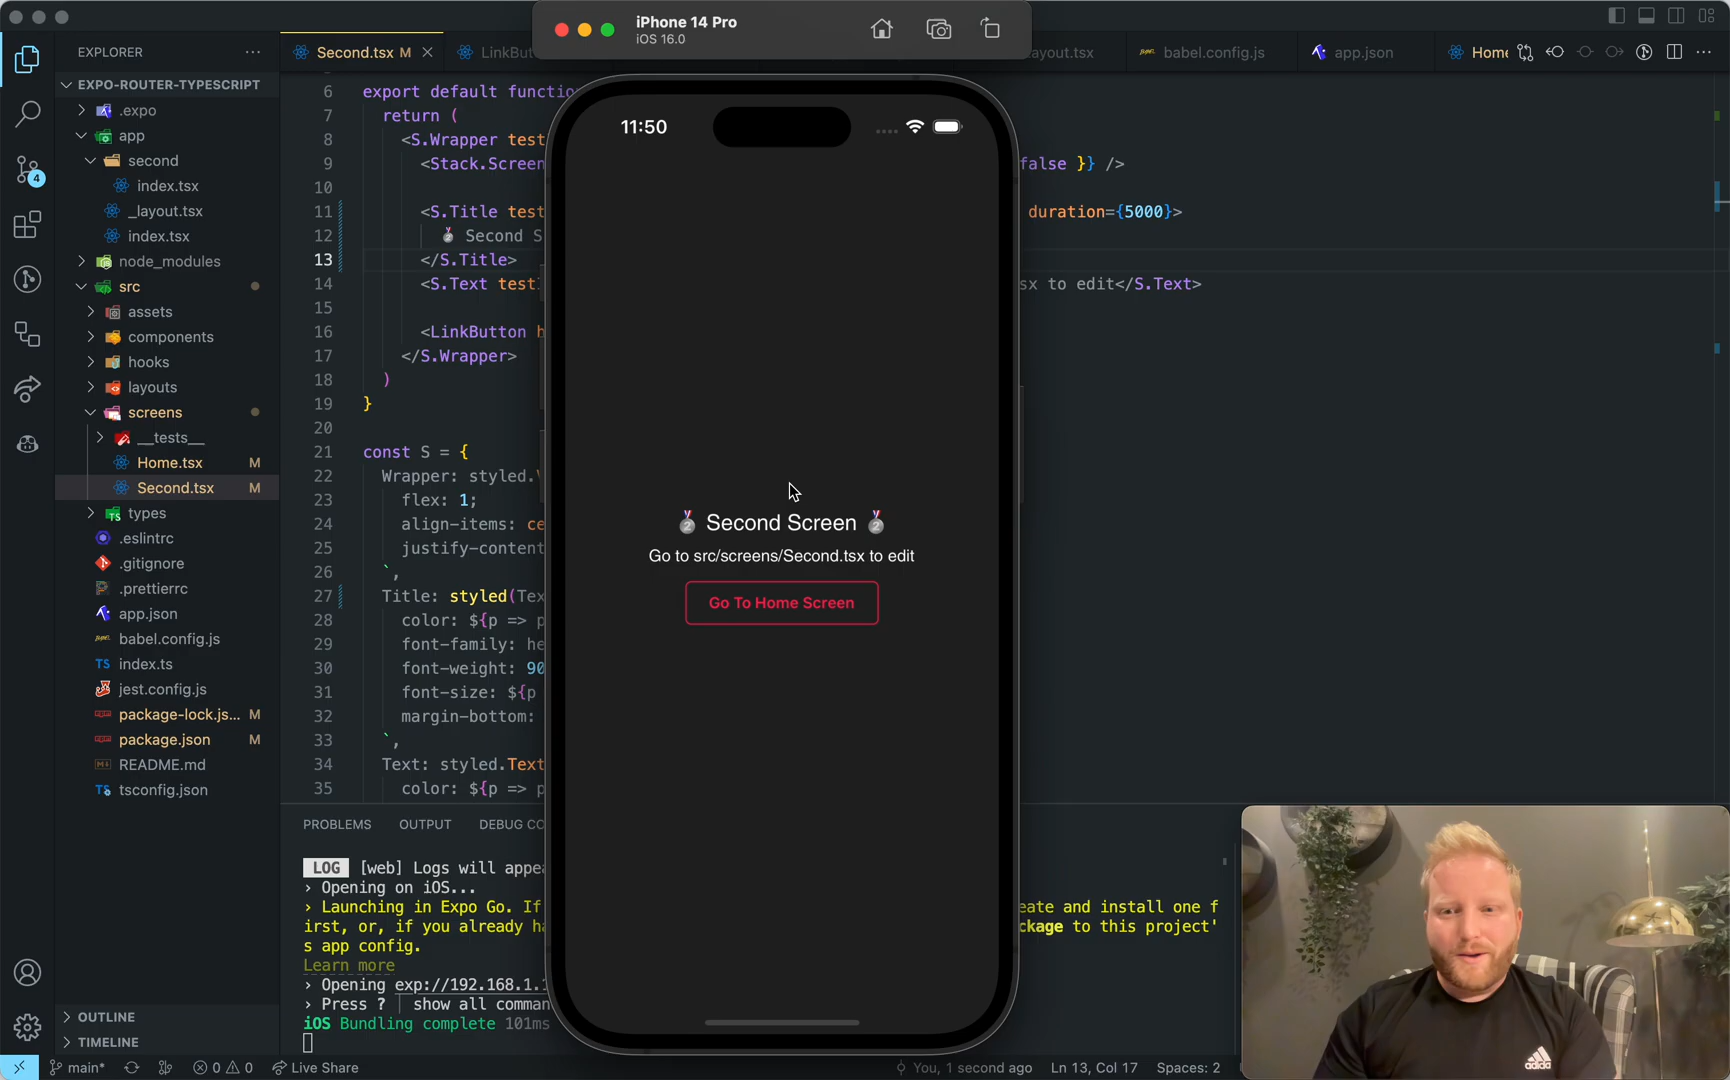 iPhone 14 Pro
iOS 16.0
EXPLORER
Second.tsx M
LinkBut
ayout.tsx
babel.config.js
app.json
Home
EXPO-ROUTER-TYPESCRIPT
.expo
app
second
index.tsx
_layout.tsx
index.tsx
node_modules
src
assets
components
hooks
layouts
screens
__tests__
Home.tsx M
Second.tsx M
types
.eslintrc
.gitignore
.prettierrc
app.json
babel.config.js
index.ts
jest.config.js
package-lock.js... M
package.json M
README.md
tsconfig.json
OUTLINE
TIMELINE
4
6 export default functio
7 return (
8 <S.Wrapper test
9 <Stack.Screen false }} />
10
11 <S.Title test duration={5000}>
12 🥈 Second S
13 </S.Title>
14 <S.Text testI sx to edit</S.Text>
15
16 <LinkButton h
17 </S.Wrapper>
18 )
19 }
20
21 const S = {
22 Wrapper: styled.
23 flex: 1;
24 align-items: ce
25 justify-content
26 `,
27 Title: styled(Tex
28 color: ${p => p
29 font-family: he
30 font-weight: 90
31 font-size: ${p
32 margin-bottom:
33 `,
34 Text: styled.Text
35 color: ${p => p
11:50
🥈 Second Screen 🥈
Go to src/screens/Second.tsx to edit
Go To Home Screen
PROBLEMS OUTPUT DEBUG CO
LOG [web] Logs will appea
› Opening on iOS...
› Launching in Expo Go. If eate and install one f
irst, or, if you already ha ckage to this project'
s app config.
Learn more
› Opening exp://192.168.1.1
› Press ? │ show all comman
iOS Bundling complete 101ms
main* 0 0 Live Share
You, 1 second ago Ln 13, Col 17 Spaces: 2
adidas